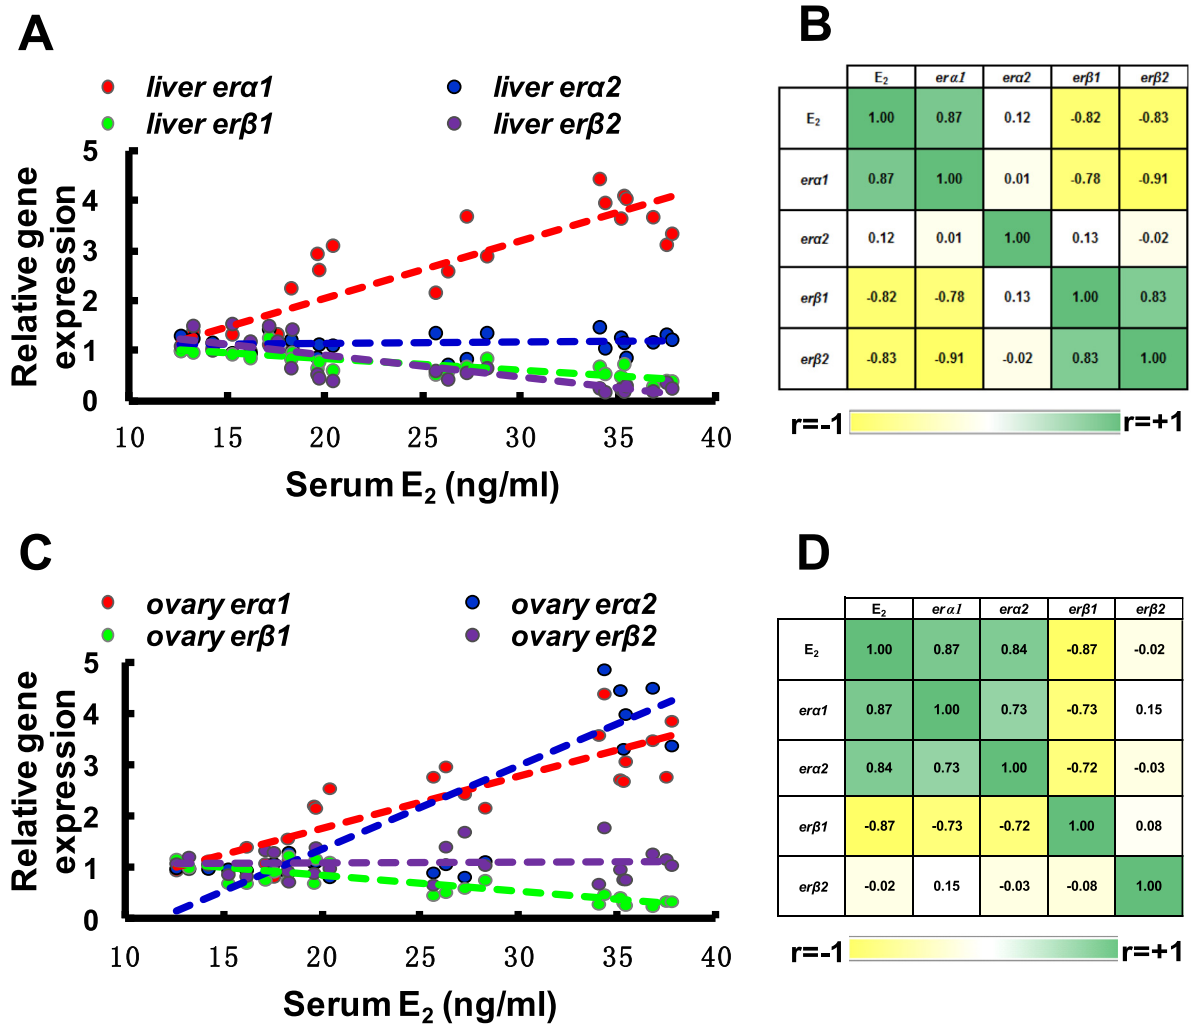 A
liver erα1
liver erα2
liver erβ1
liver erβ2
Relative gene
expression
5
4
3
2
1
0
10 15 20 25 30 35 40
Serum E₂ (ng/ml)
B
E₂ erα1 erα2 erβ1 erβ2
E₂ 1.00 0.87 0.12 -0.82 -0.83
erα1 0.87 1.00 0.01 -0.78 -0.91
erα2 0.12 0.01 1.00 0.13 -0.02
erβ1 -0.82 -0.78 0.13 1.00 0.83
erβ2 -0.83 -0.91 -0.02 0.83 1.00
r=-1 r=+1
C
ovary erα1
ovary erα2
ovary erβ1
ovary erβ2
Relative gene
expression
5
4
3
2
1
0
10 15 20 25 30 35 40
Serum E₂ (ng/ml)
D
E₂ erα1 erα2 erβ1 erβ2
E₂ 1.00 0.87 0.84 -0.87 -0.02
erα1 0.87 1.00 0.73 -0.73 0.15
erα2 0.84 0.73 1.00 -0.72 -0.03
erβ1 -0.87 -0.73 -0.72 1.00 0.08
erβ2 -0.02 0.15 -0.03 -0.08 1.00
r=-1 r=+1